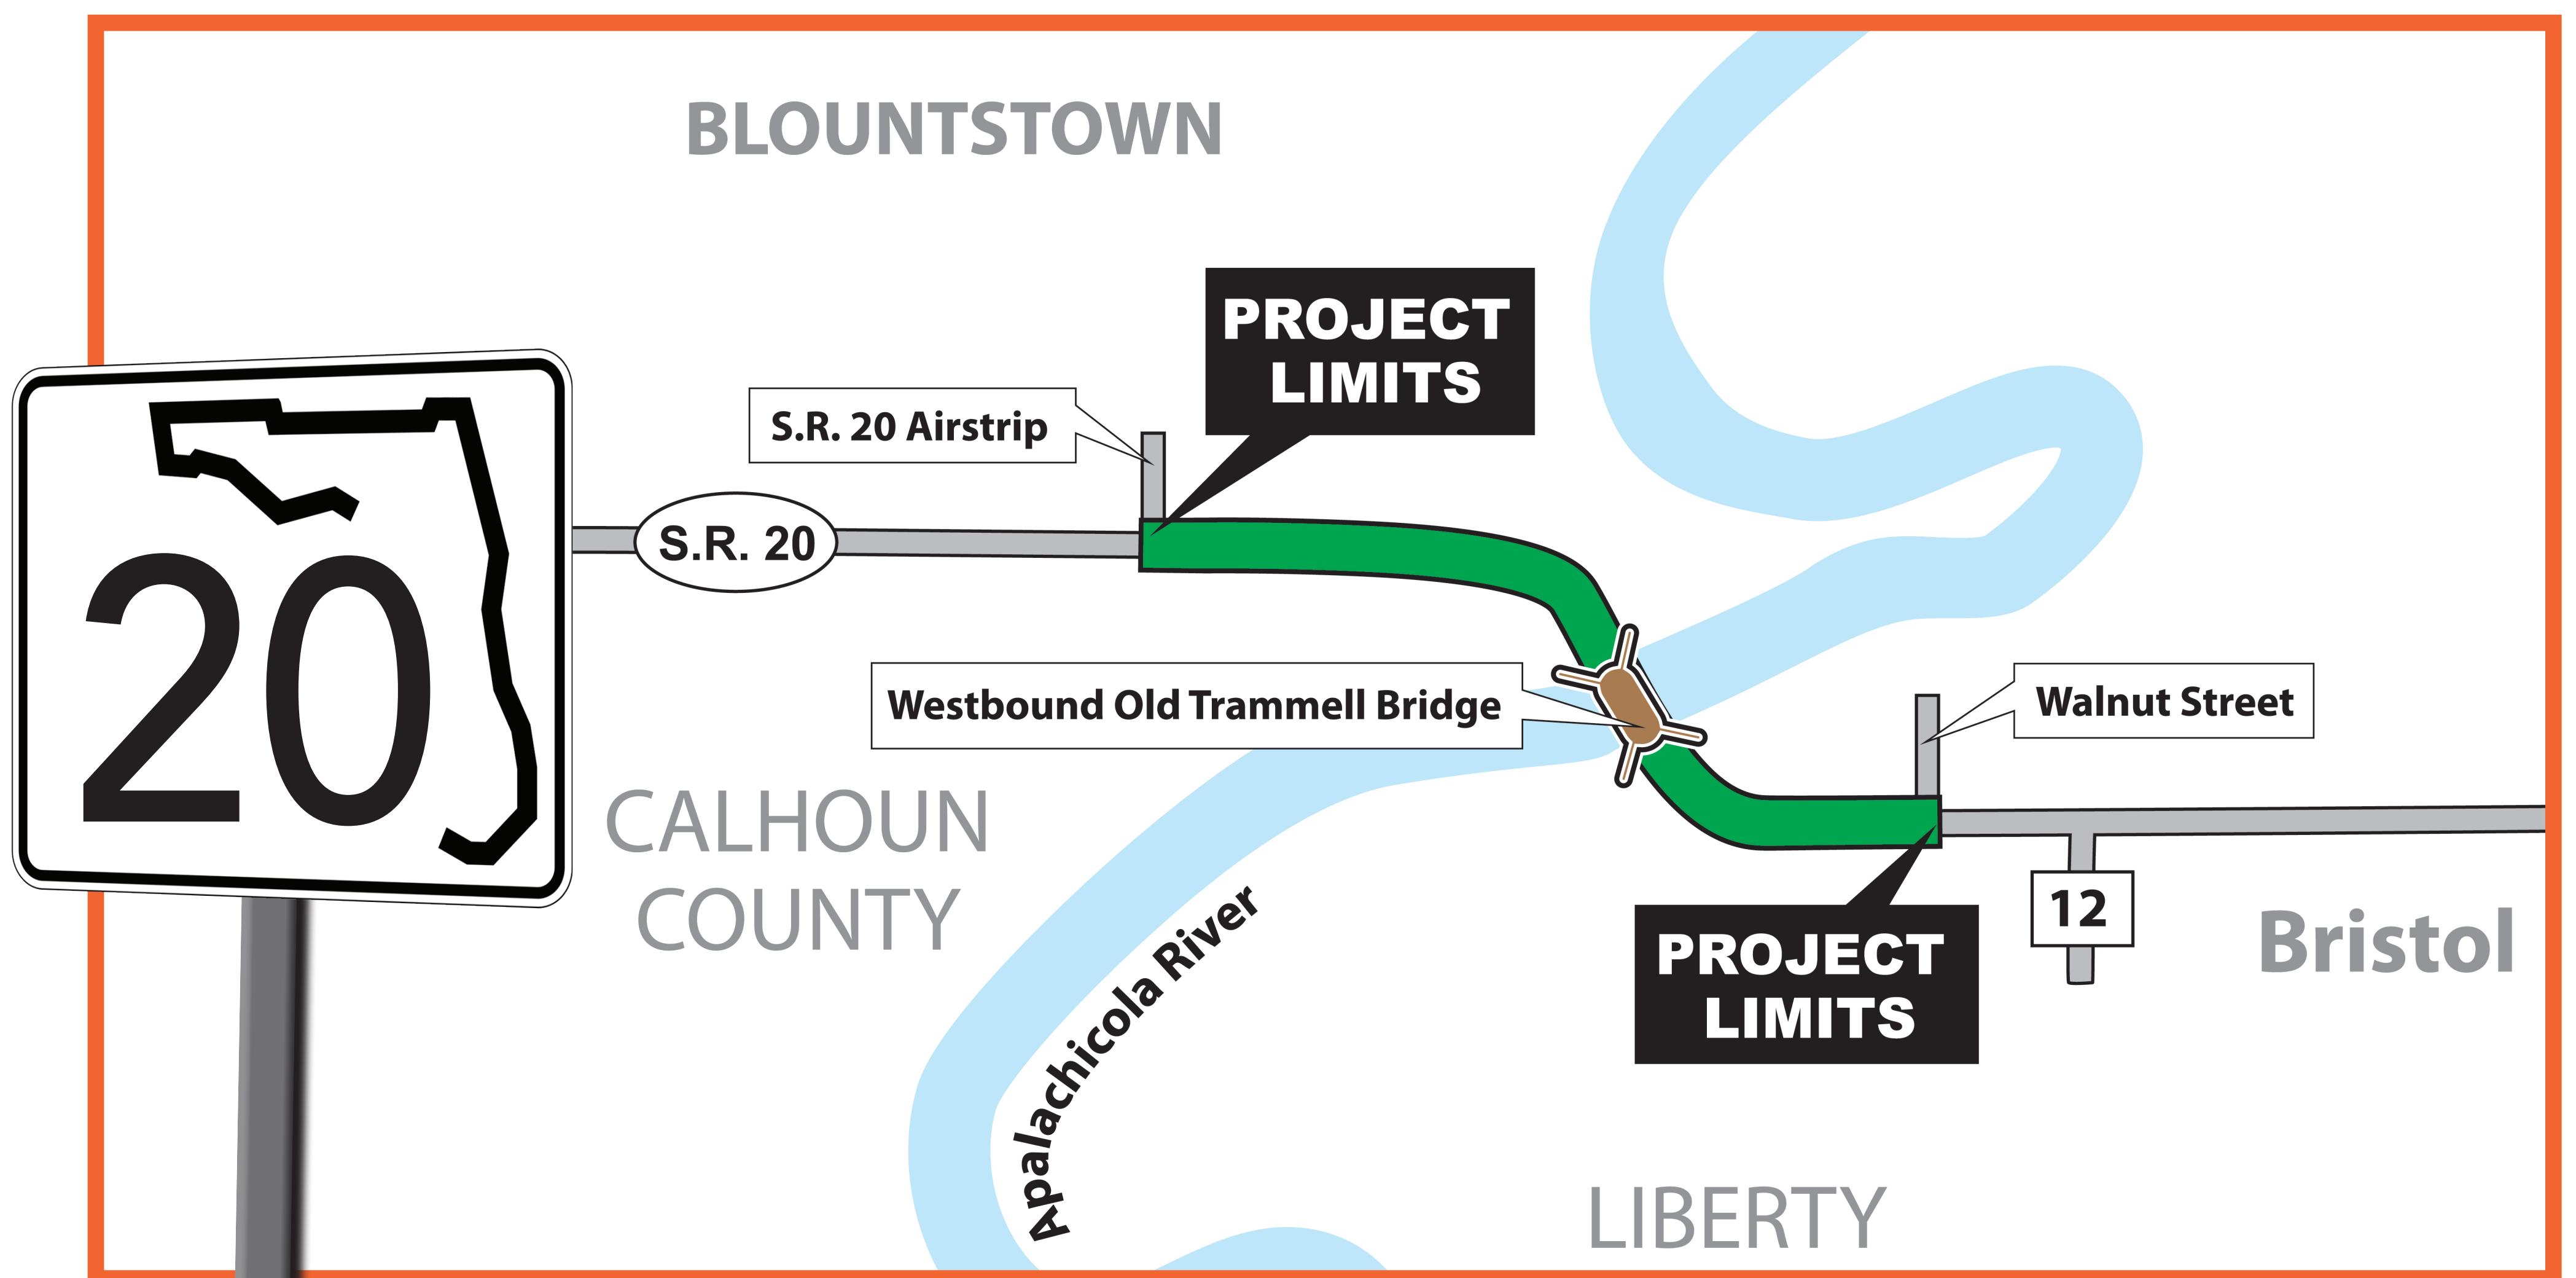 BLOUNTSTOWN
PROJECT
LIMITS
S.R. 20 Airstrip
S.R. 20
20
Westbound Old Trammell Bridge
Walnut Street
CALHOUN
COUNTY
Apalachicola River
12
Bristol
PROJECT
LIMITS
LIBERTY